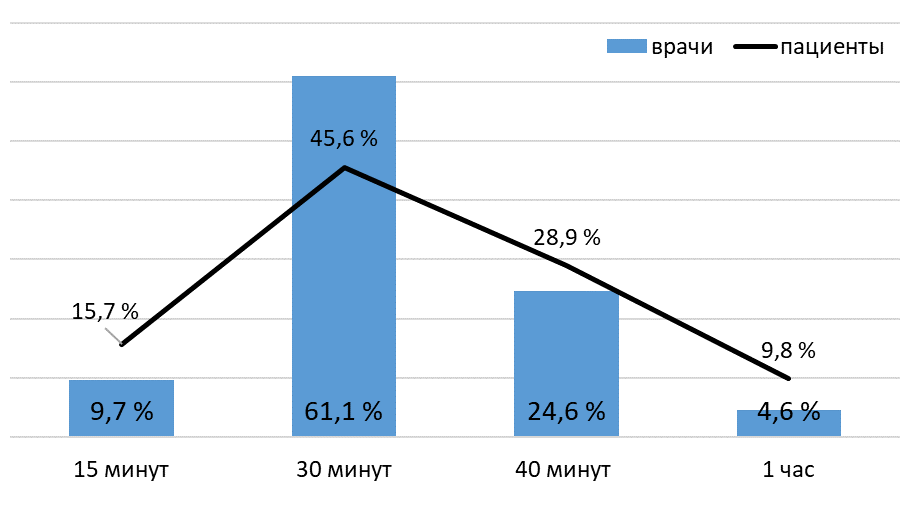 врачи пациенты
45,6 %
28,9 %
15,7 %
9,8 %
9,7 % 61,1 % 24,6 % 4,6 %
15 минут 30 минут 40 минут 1 час